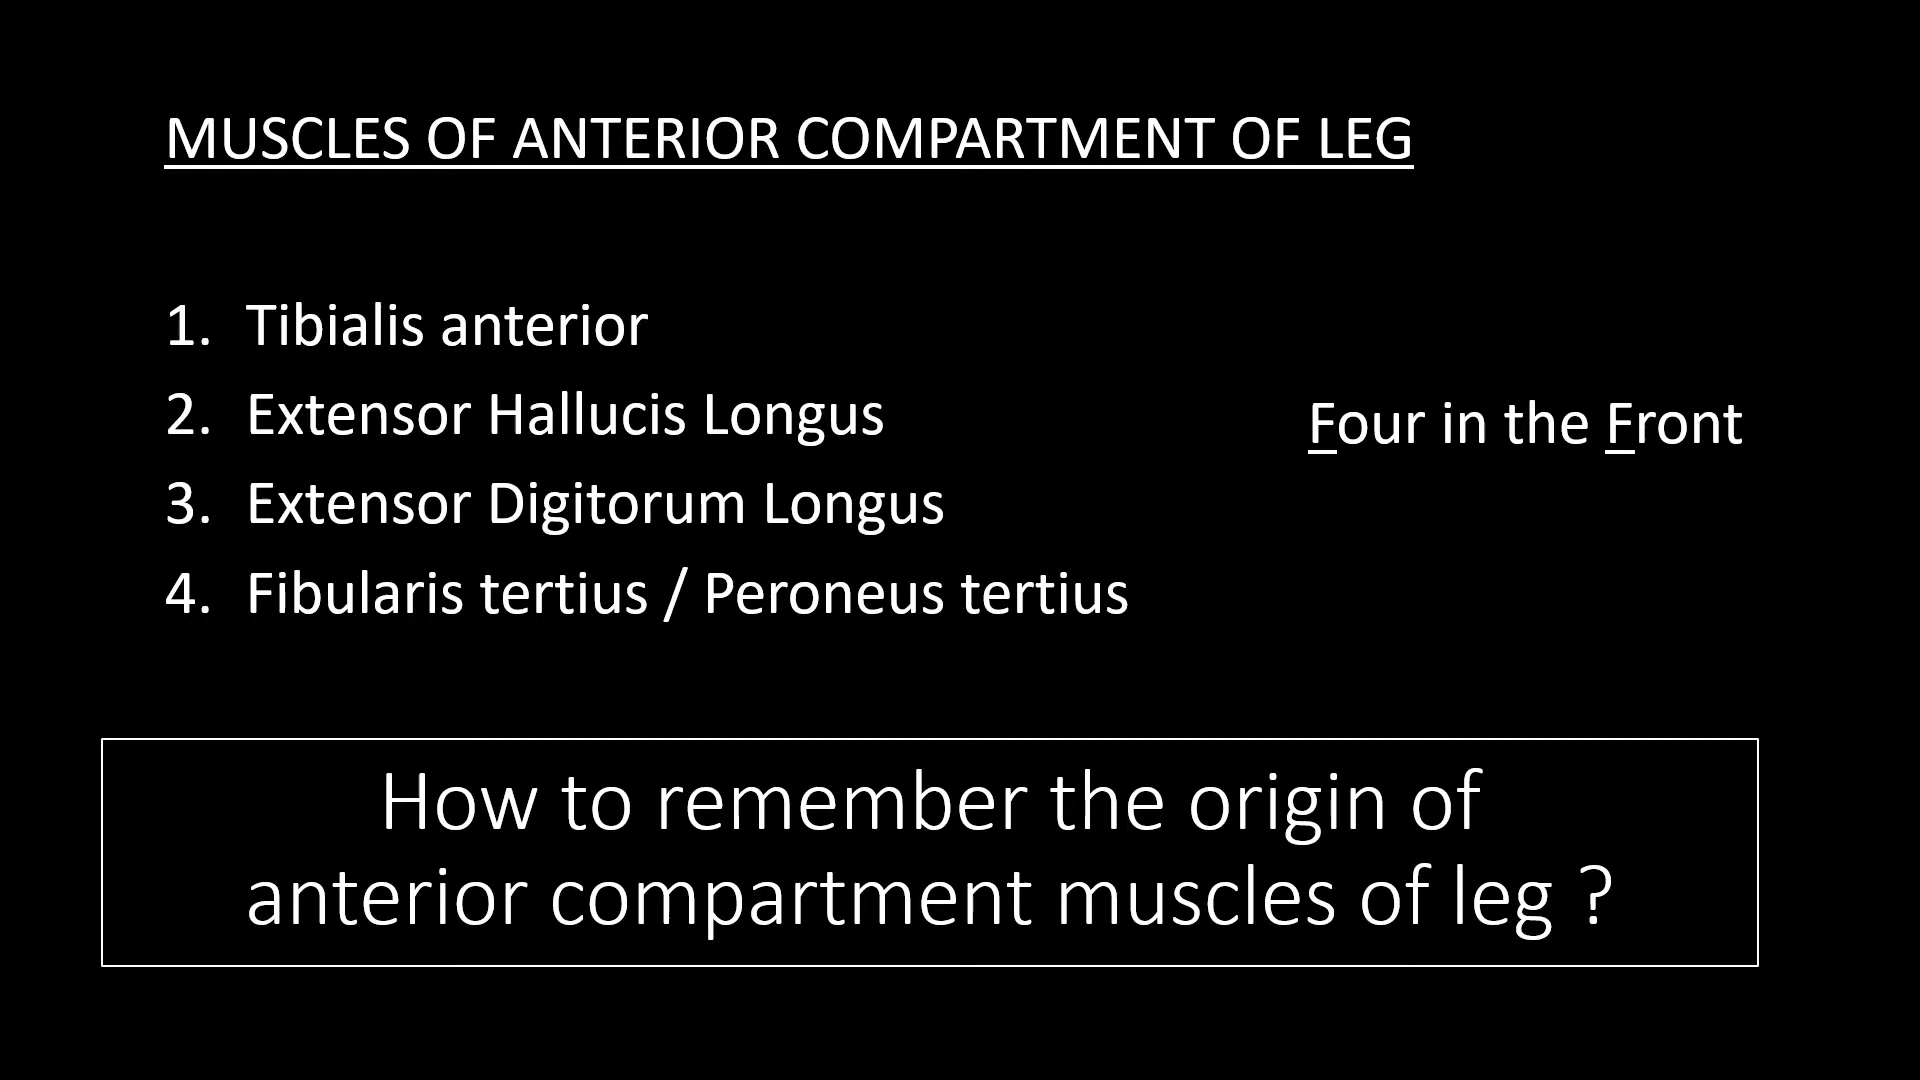 MUSCLES OF ANTERIOR COMPARTMENT OF LEG
1. Tibialis anterior
2. Extensor Hallucis Longus
3. Extensor Digitorum Longus
4. Fibularis tertius / Peroneus tertius
Four in the Front
How to remember the origin of
anterior compartment muscles of leg ?